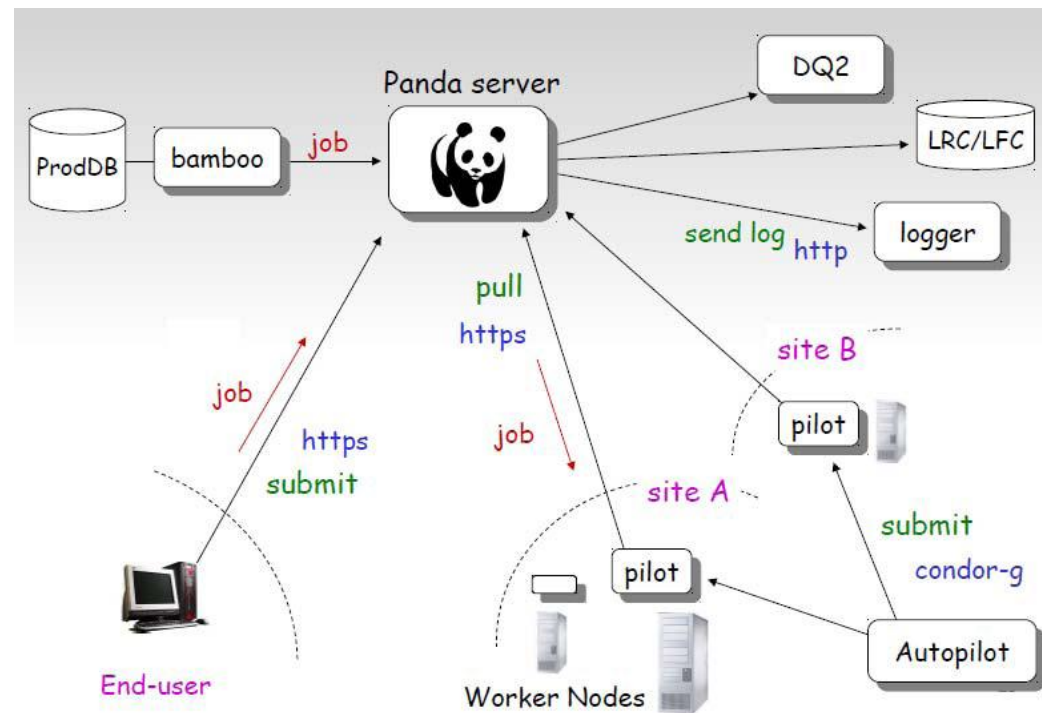 Panda server
DQ2
ProdDB
bamboo
job
LRC/LFC
send log
http
logger
pull
https
site B
job
job
pilot
https
submit
site A
submit
pilot
condor-g
Autopilot
End-user
Worker Nodes